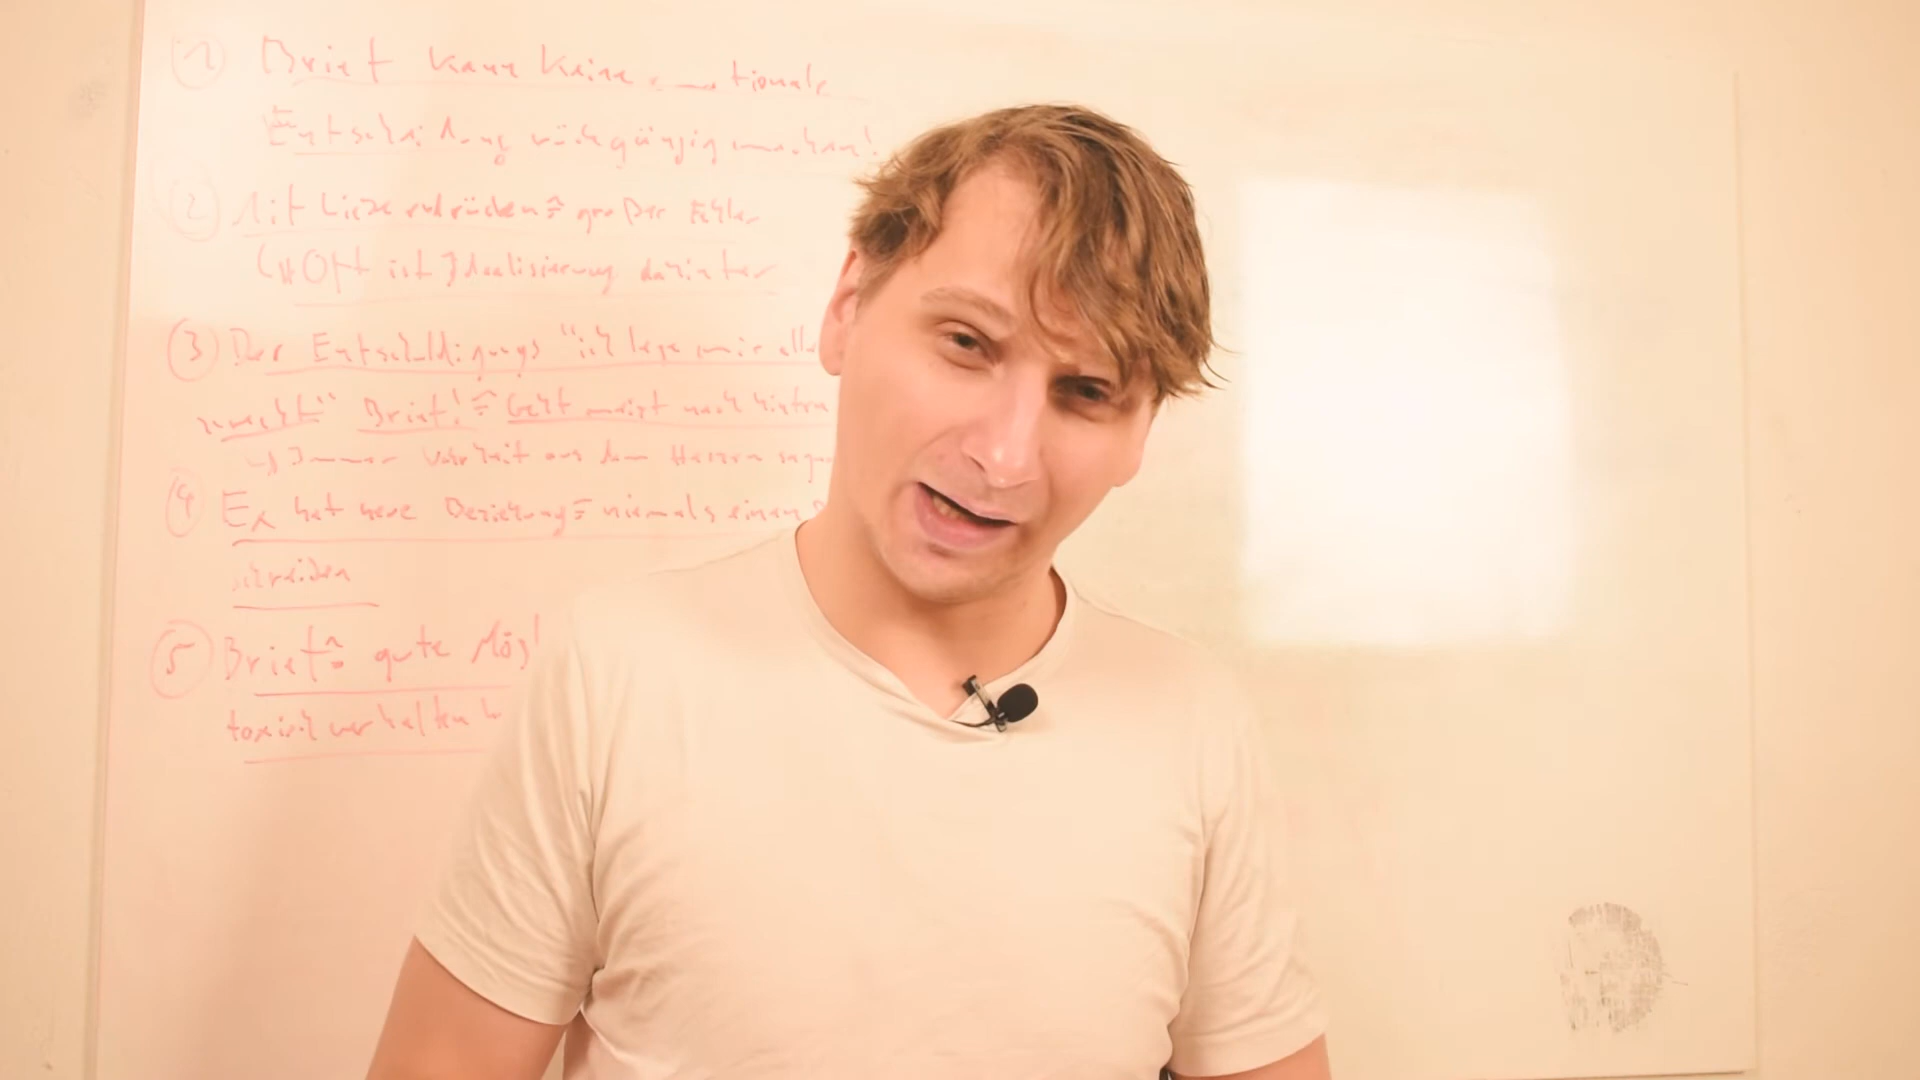 ① Brief kann keine emotionale
Entscheidung rückgängig machen!
② Mit Liebe erdrücken ≙ großer Fehler
↳ Oft ist Idealisierung dahinter
③ Der Entschuldigungs "ich lege mir alles
zurecht" Brief! ≙ Geht meist nach hinten
↳ Immer Wahrheit aus dem Herzen sagen
④ Ex hat neue Beziehung ≙ niemals einen
schreiben
⑤ Brief ≙ gute Mögl
toxisch verhalten